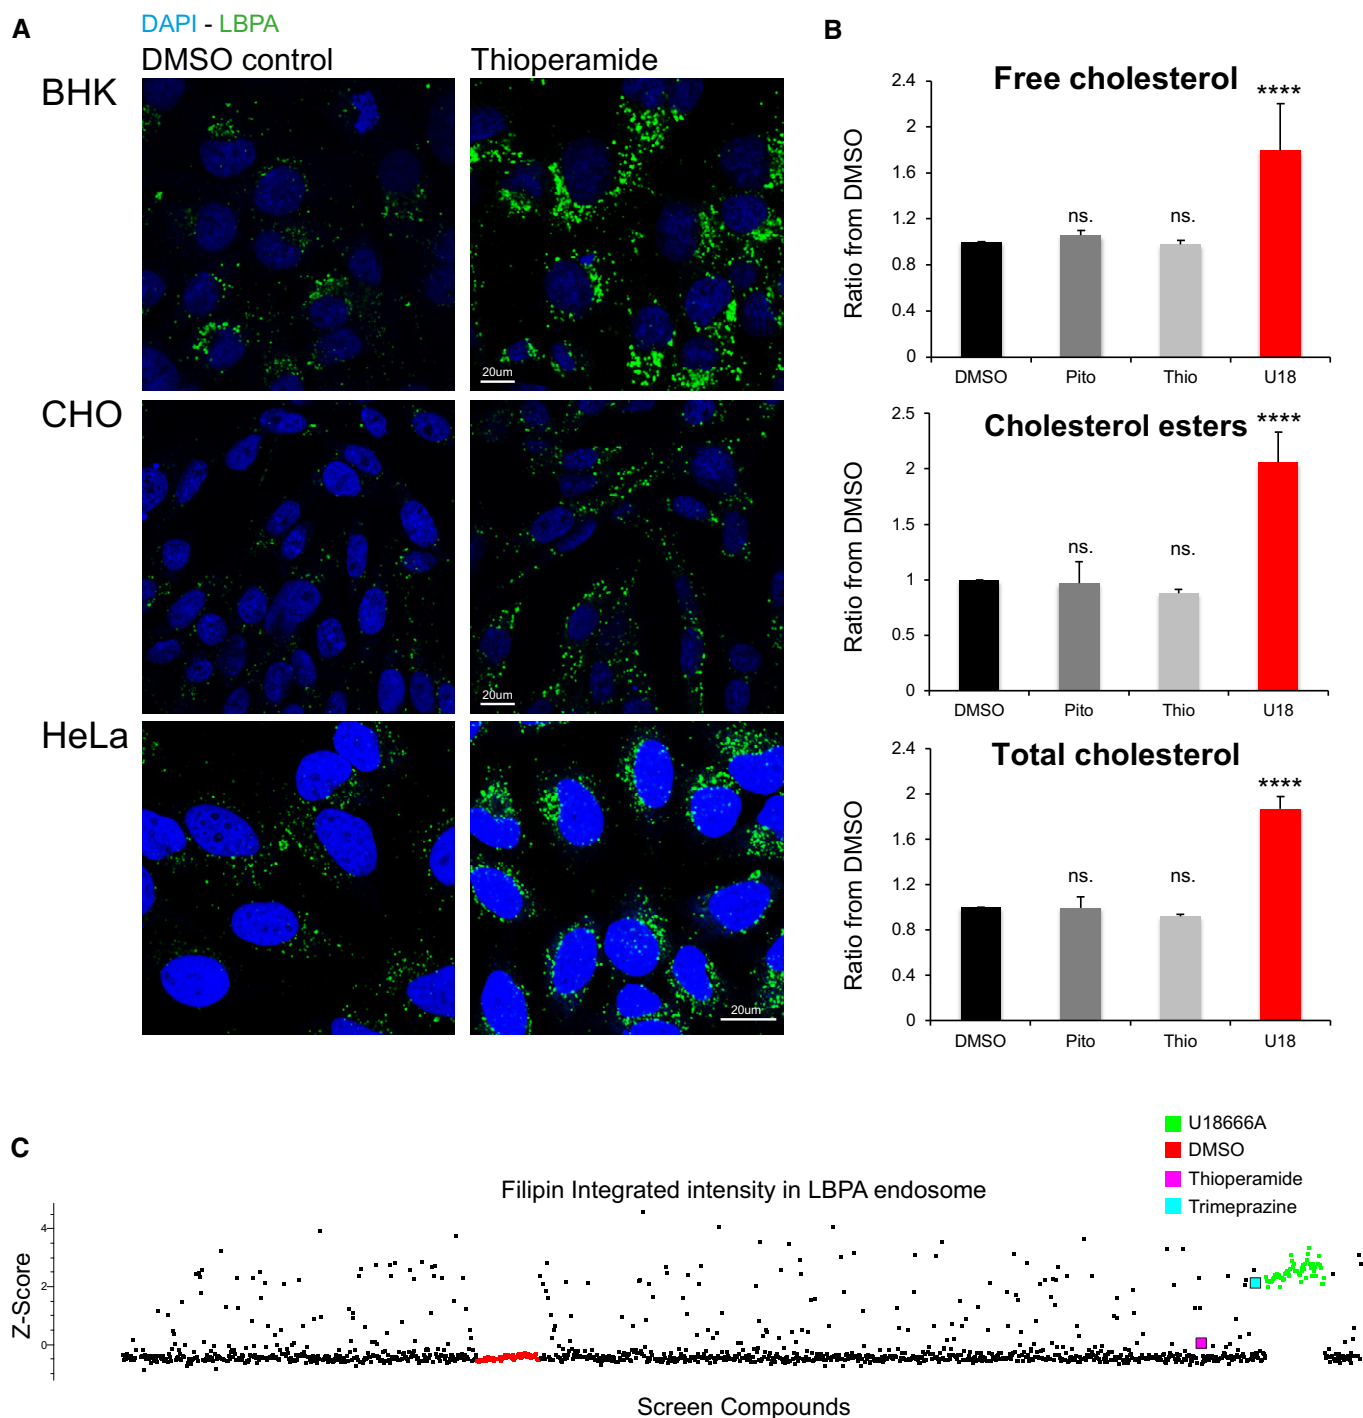 A
DAPI - LBPA
DMSO control
Thioperamide
BHK
20um
CHO
20um
HeLa
20um
B
Free cholesterol
Ratio from DMSO
2.4
2
1.6
1.2
0.8
0.4
0
ns.
ns.
****
DMSO
Pito
Thio
U18
Cholesterol esters
Ratio from DMSO
2.5
2
1.5
1
0.5
0
ns.
ns.
****
DMSO
Pito
Thio
U18
Total cholesterol
Ratio from DMSO
2.4
2
1.6
1.2
0.8
0.4
0
ns.
ns.
****
DMSO
Pito
Thio
U18
C
U18666A
DMSO
Thioperamide
Trimeprazine
Filipin Integrated intensity in LBPA endosome
Z-Score
4
2
0
Screen Compounds